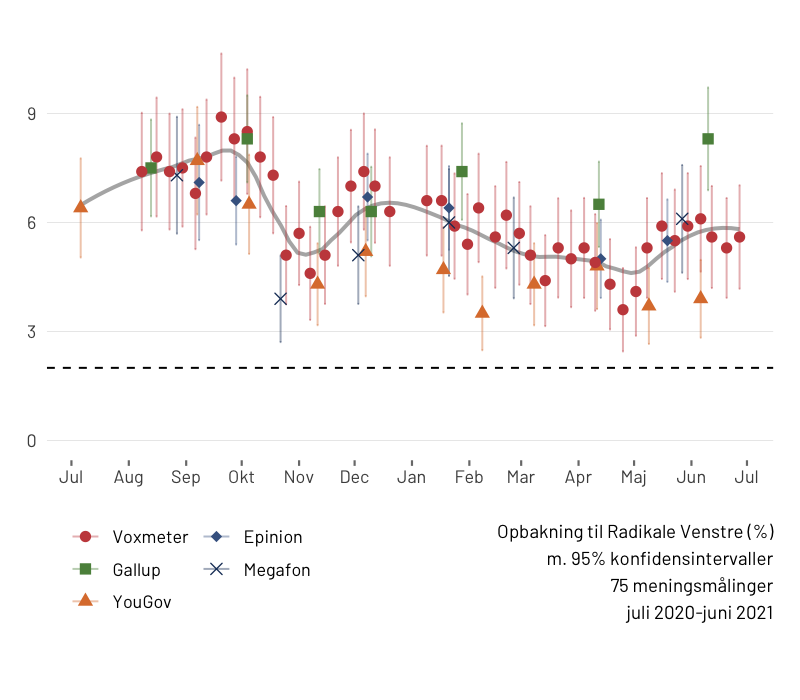 9
6
3
0
Jul Aug Sep Okt Nov Dec Jan Feb Mar Apr Maj Jun Jul
Voxmeter
Gallup
YouGov
Epinion
Megafon
Opbakning til Radikale Venstre (%)
m. 95% konfidensintervaller
75 meningsmålinger
juli 2020-juni 2021